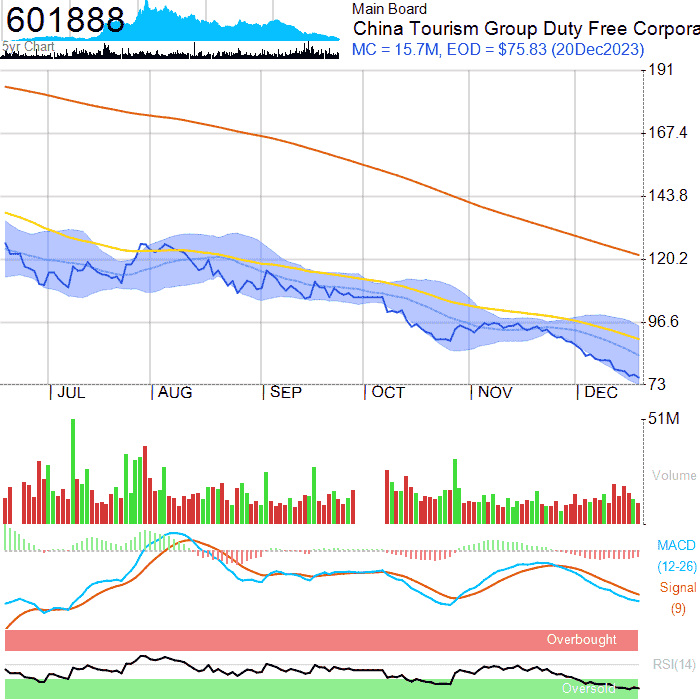 601888
5yr Chart
Main Board
China Tourism Group Duty Free Corpora
MC = 15.7M, EOD = $75.83 (20Dec2023)
191
167.4
143.8
120.2
96.6
73
JUL AUG SEP OCT NOV DEC
51M
Volume
MACD
(12-26)
Signal
(9)
Overbought
RSI(14)
Oversold